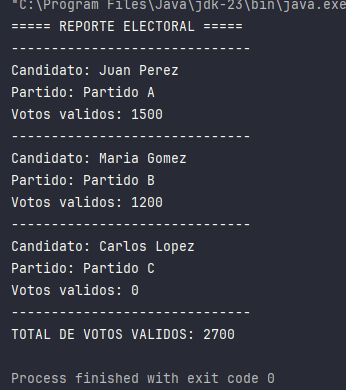 "C:\Program Files\Java\jdk-23\bin\java.exe
===== REPORTE ELECTORAL =====
------------------------------
Candidato: Juan Perez
Partido: Partido A
Votos validos: 1500
------------------------------
Candidato: Maria Gomez
Partido: Partido B
Votos validos: 1200
------------------------------
Candidato: Carlos Lopez
Partido: Partido C
Votos validos: 0
------------------------------
TOTAL DE VOTOS VALIDOS: 2700
Process finished with exit code 0